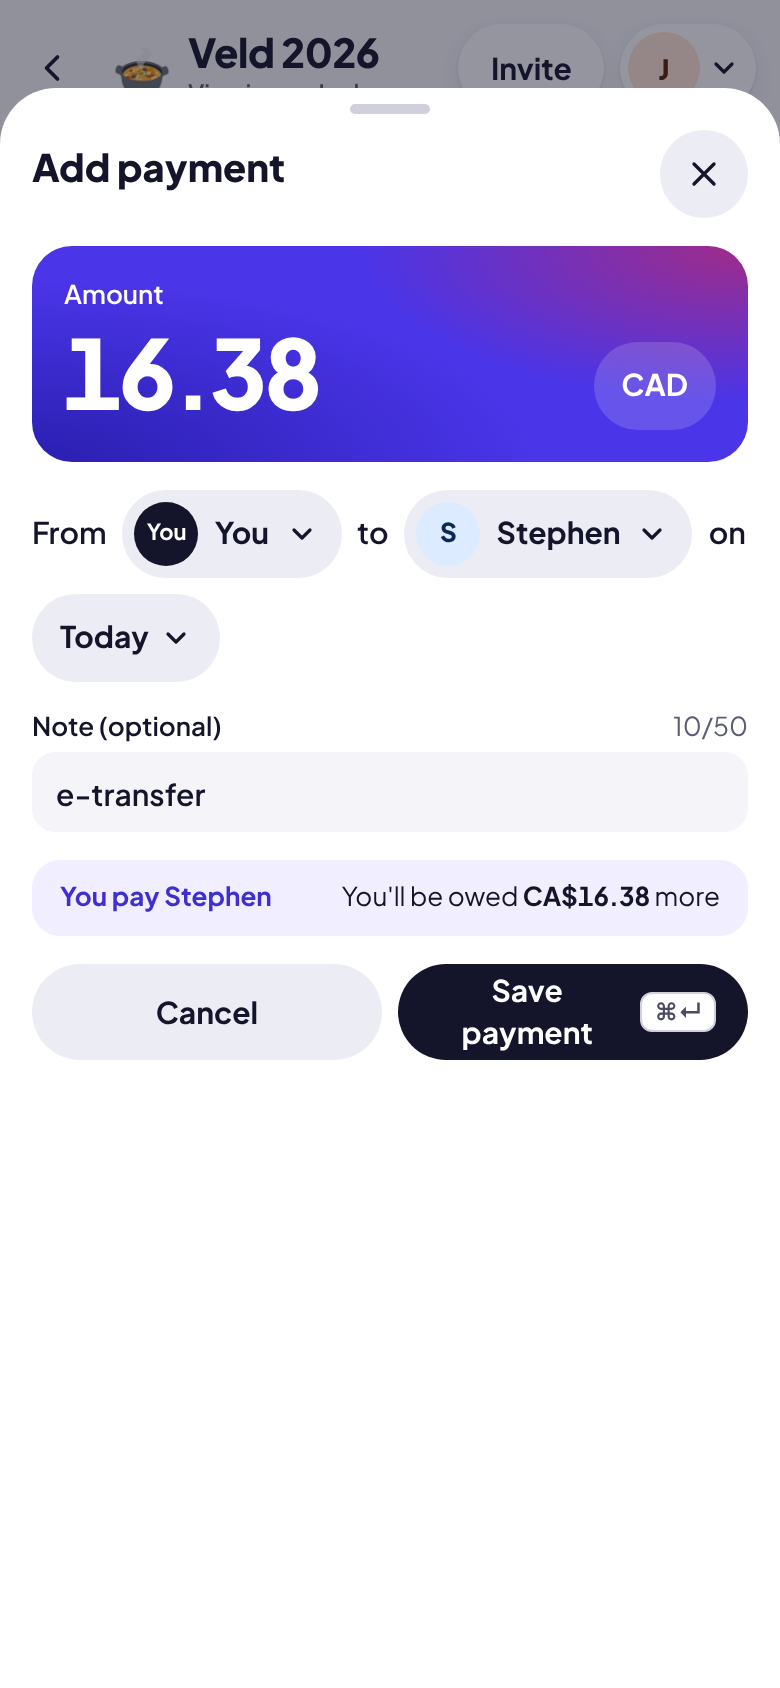 Veld 2026
Invite
J
Add payment
Amount
16.38
CAD
From You You to S Stephen on
Today
Note (optional) 10/50
e-transfer
You pay Stephen You'll be owed CA$16.38 more
Cancel
Save
payment
⌘↵